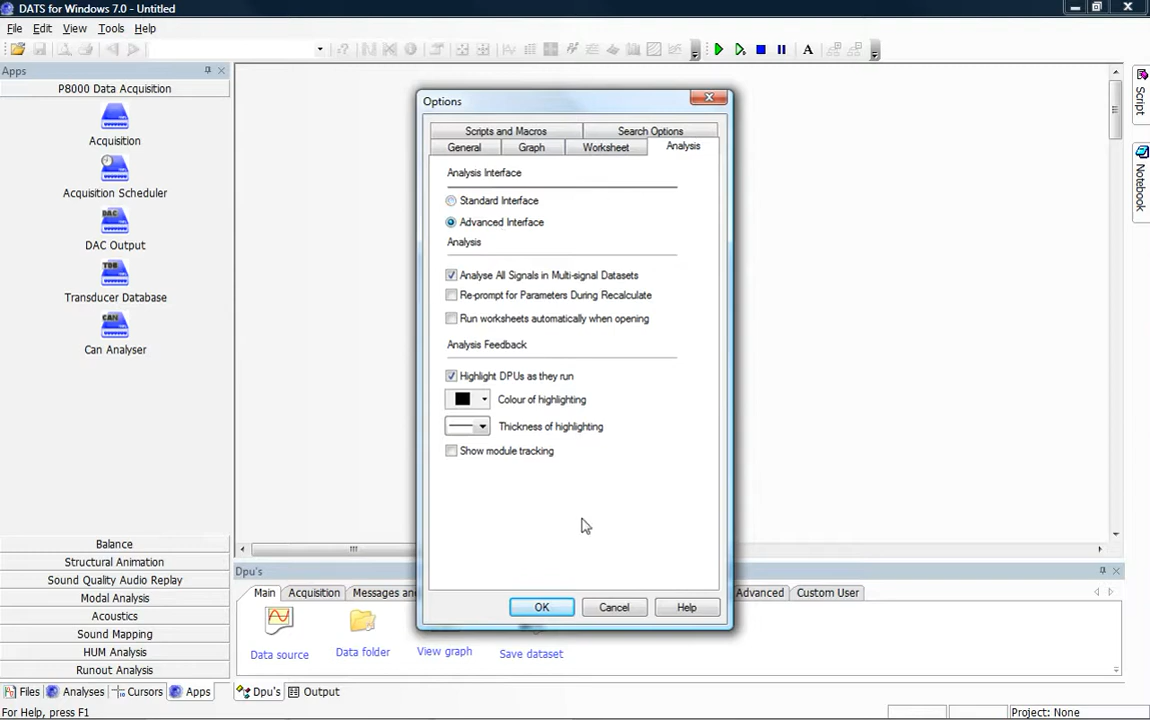 DATS for Windows 7.0 - Untitled
File Edit View Tools Help
Apps
P8000 Data Acquisition
Acquisition
Acquisition Scheduler
DAC
DAC Output
TDB
Transducer Database
CAN
Can Analyser
Balance
Structural Animation
Sound Quality Audio Replay
Modal Analysis
Acoustics
Sound Mapping
HUM Analysis
Runout Analysis
Files Analyses Cursors Apps
Options
Scripts and Macros Search Options
General Graph Worksheet Analysis
Analysis Interface
Standard Interface
Advanced Interface
Analysis
Analyse All Signals in Multi-signal Datasets
Re-prompt for Parameters During Recalculate
Run worksheets automatically when opening
Analysis Feedback
Highlight DPUs as they run
Colour of highlighting
Thickness of highlighting
Show module tracking
OK Cancel Help
Script
Notebook
Dpu's
Main Acquisition Messages an Advanced Custom User
Data source Data folder View graph Save dataset
Dpu's Output
For Help, press F1 Project: None